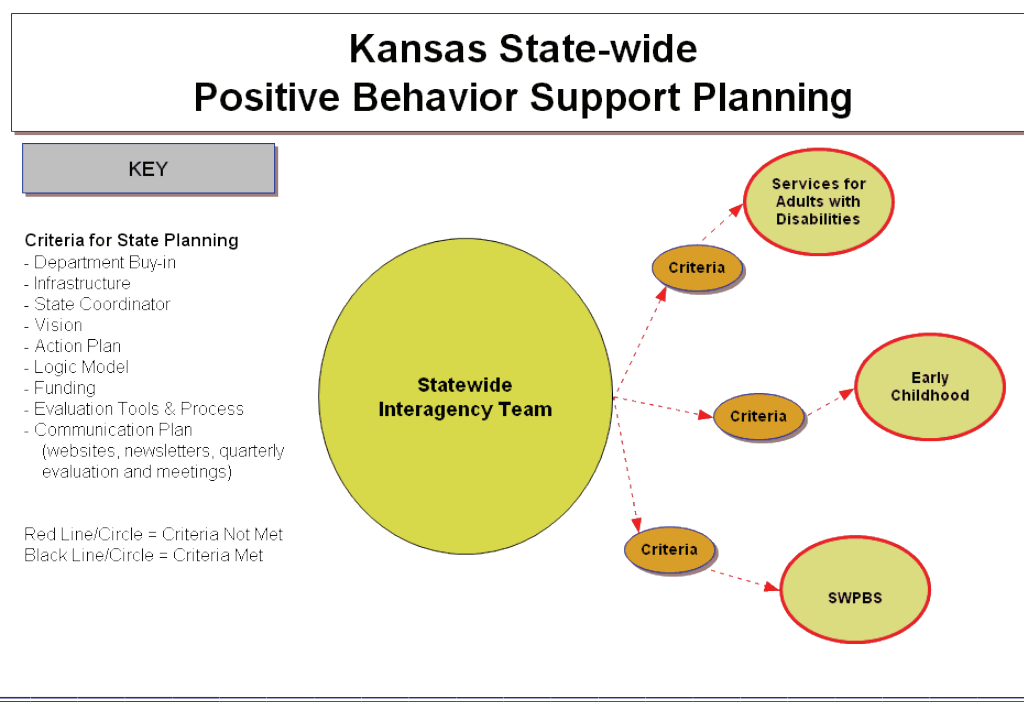 Kansas State-wide
Positive Behavior Support Planning
KEY
Criteria for State Planning
- Department Buy-in
- Infrastructure
- State Coordinator
- Vision
- Action Plan
- Logic Model
- Funding
- Evaluation Tools & Process
- Communication Plan
(websites, newsletters, quarterly
evaluation and meetings)
Red Line/Circle = Criteria Not Met
Black Line/Circle = Criteria Met
Statewide
Interagency Team
Criteria
Services for
Adults with
Disabilities
Criteria
Early
Childhood
Criteria
SWPBS